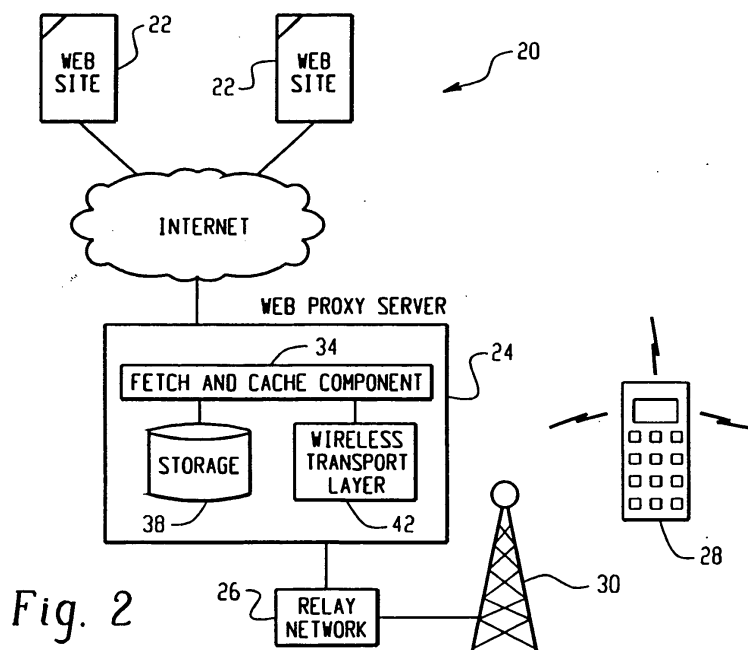 22
WEB
SITE
22
WEB
SITE
20
INTERNET
WEB PROXY SERVER
34
24
FETCH AND CACHE COMPONENT
STORAGE
WIRELESS
TRANSPORT
LAYER
38
42
28
30
26
RELAY
NETWORK
Fig. 2